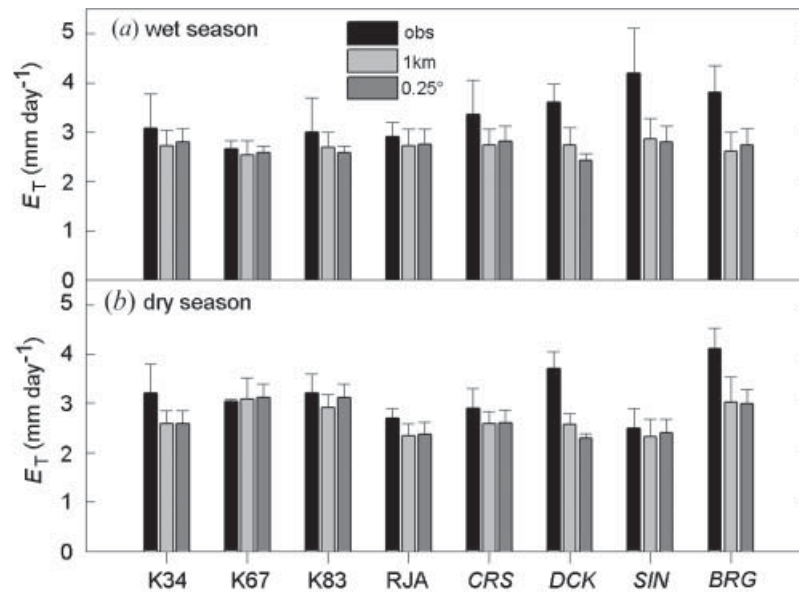 (a) wet season
obs
1km
0.25°
5
4
3
2
1
0
E_T (mm day⁻¹)
(b) dry season
5
4
3
2
1
0
E_T (mm day⁻¹)
K34 K67 K83 RJA CRS DCK SIN BRG